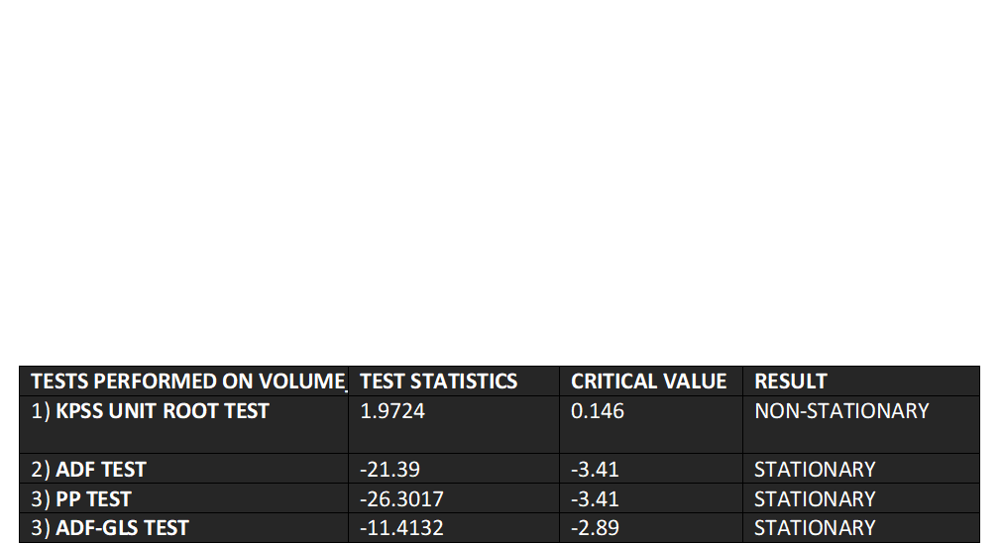 TESTS PERFORMED ON VOLUME TEST STATISTICS CRITICAL VALUE RESULT
1) KPSS UNIT ROOT TEST 1.9724 0.146 NON-STATIONARY
2) ADF TEST -21.39 -3.41 STATIONARY
3) PP TEST -26.3017 -3.41 STATIONARY
3) ADF-GLS TEST -11.4132 -2.89 STATIONARY